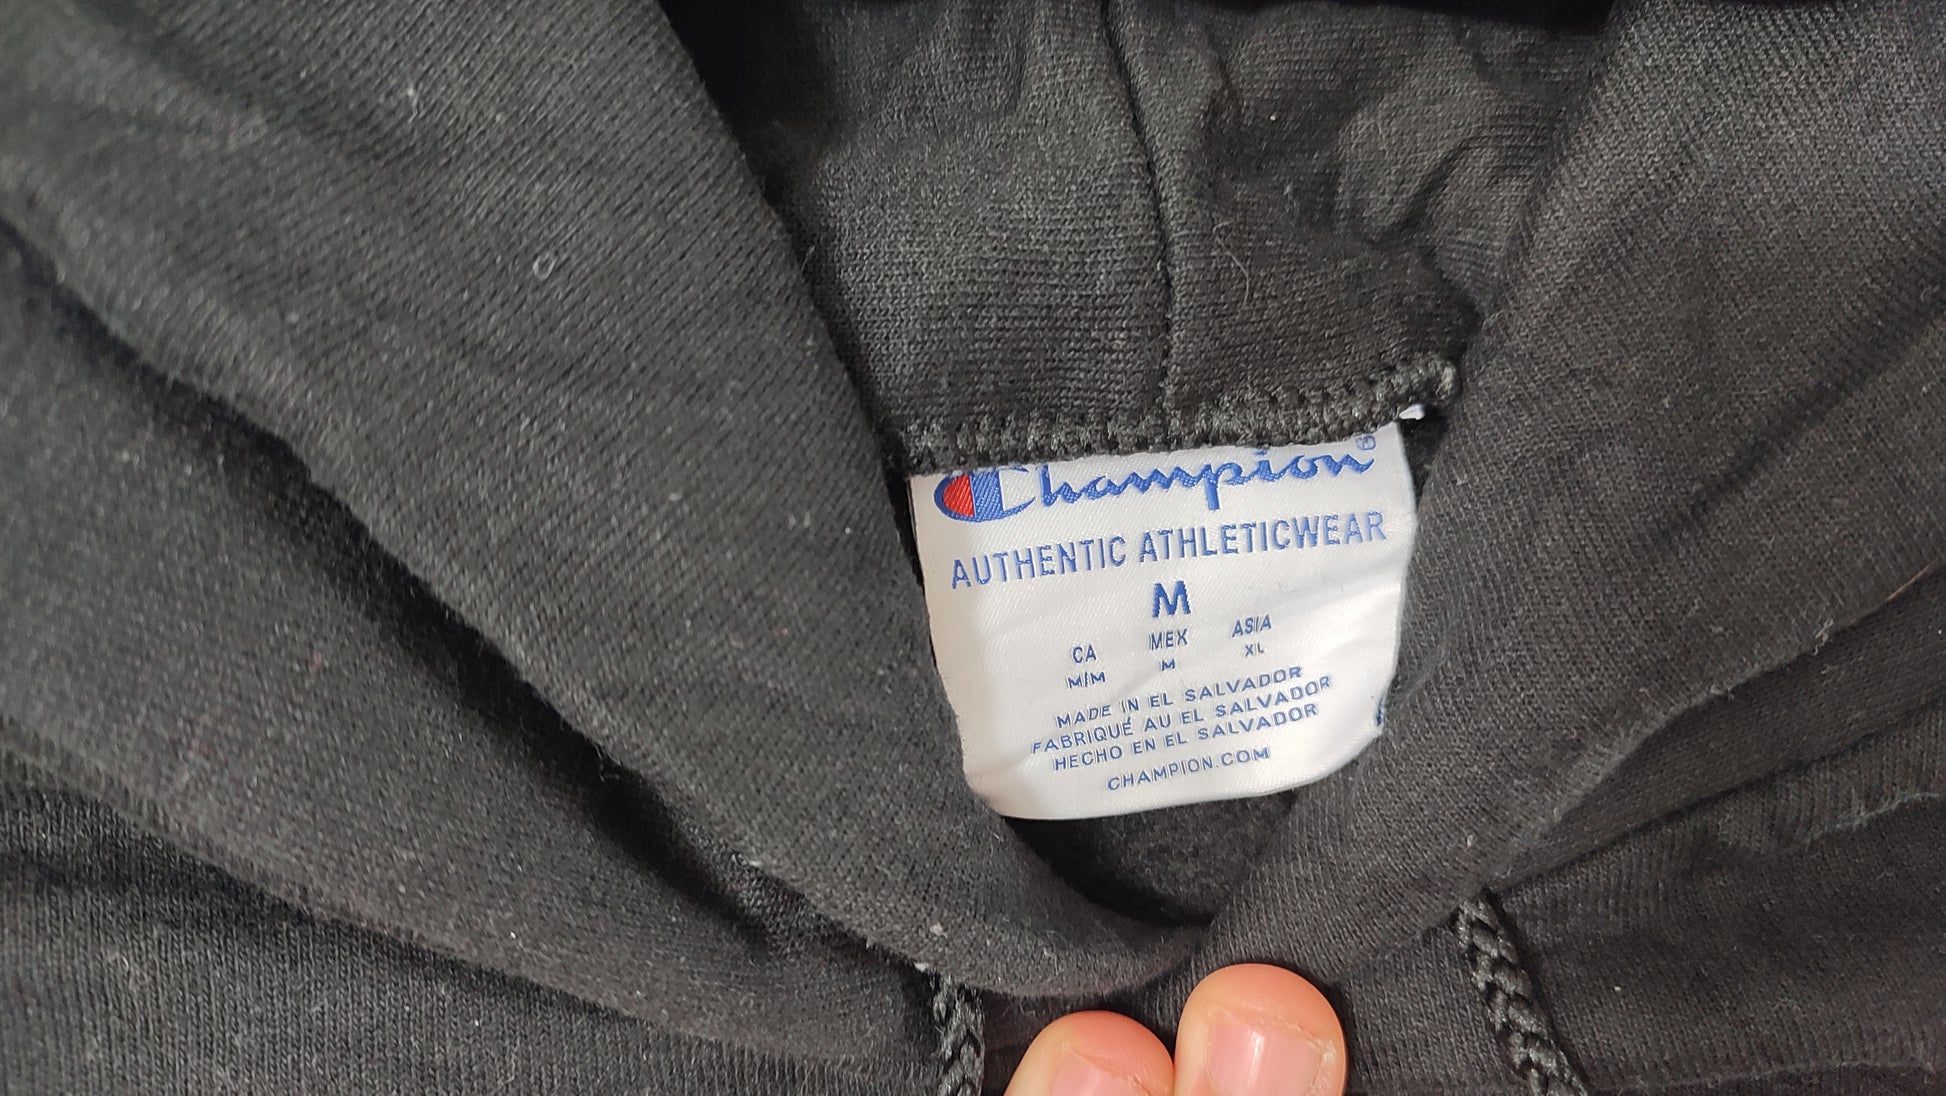 Champion®
AUTHENTIC ATHLETICWEAR
M
CA MEX ASIA
M/M M XL
MADE IN EL SALVADOR
FABRIQUÉ AU EL SALVADOR
HECHO EN EL SALVADOR
CHAMPION.COM